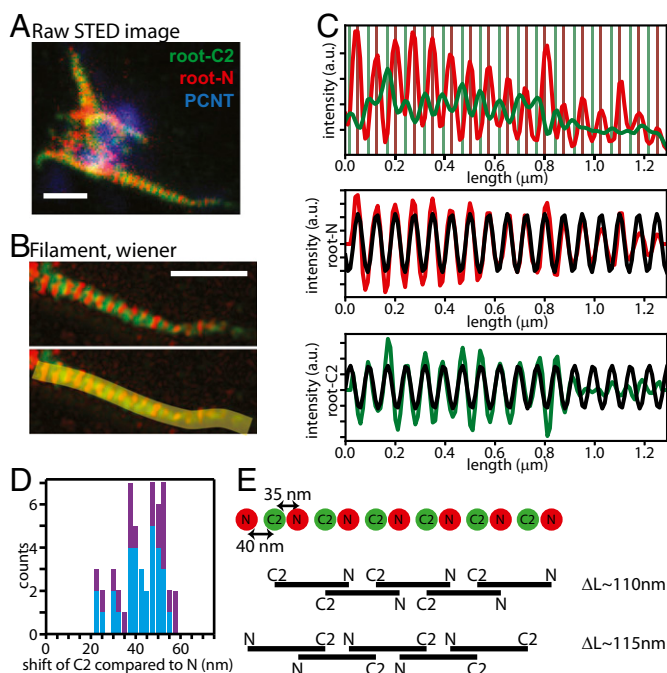 A Raw STED image
root-C2
root-N
PCNT
B Filament, wiener
C
intensity (a.u.)
0.0 0.2 0.4 0.6 0.8 1.0 1.2
length (μm)
intensity (a.u.)
root-N
0.0 0.2 0.4 0.6 0.8 1.0 1.2
length (μm)
intensity (a.u.)
root-C2
0.0 0.2 0.4 0.6 0.8 1.0 1.2
length (μm)
D
counts
6
4
2
0
0 25 50 75
shift of C2 compared to N (nm)
E
35 nm
N C2 N C2 N C2 N C2 N C2 N C2 N
40 nm
C2 N C2 N C2 N
C2 N C2 N
ΔL~110nm
N C2 N C2 N C2
N C2 N C2
ΔL~115nm